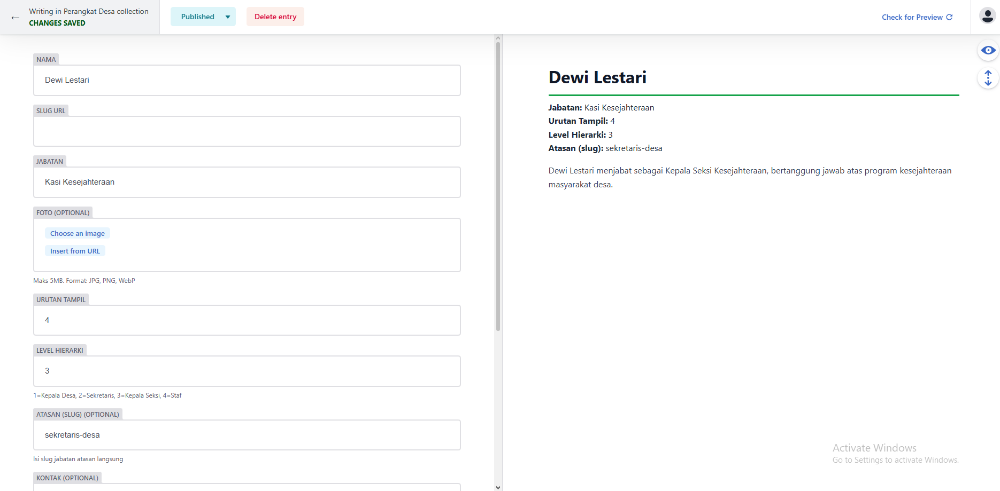 Writing in Perangkat Desa collection
CHANGES SAVED
Published
Delete entry
Check for Preview
NAMA
Dewi Lestari
SLUG URL
JABATAN
Kasi Kesejahteraan
FOTO (OPTIONAL)
Choose an image
Insert from URL
Maks 5MB. Format: JPG, PNG, WebP
URUTAN TAMPIL
4
LEVEL HIERARKI
3
1=Kepala Desa, 2=Sekretaris, 3=Kepala Seksi, 4=Staf
ATASAN (SLUG) (OPTIONAL)
sekretaris-desa
Isi slug jabatan atasan langsung
KONTAK (OPTIONAL)
Dewi Lestari
Jabatan: Kasi Kesejahteraan
Urutan Tampil: 4
Level Hierarki: 3
Atasan (slug): sekretaris-desa
Dewi Lestari menjabat sebagai Kepala Seksi Kesejahteraan, bertanggung jawab atas program kesejahteraan
masyarakat desa.
Activate Windows
Go to Settings to activate Windows.